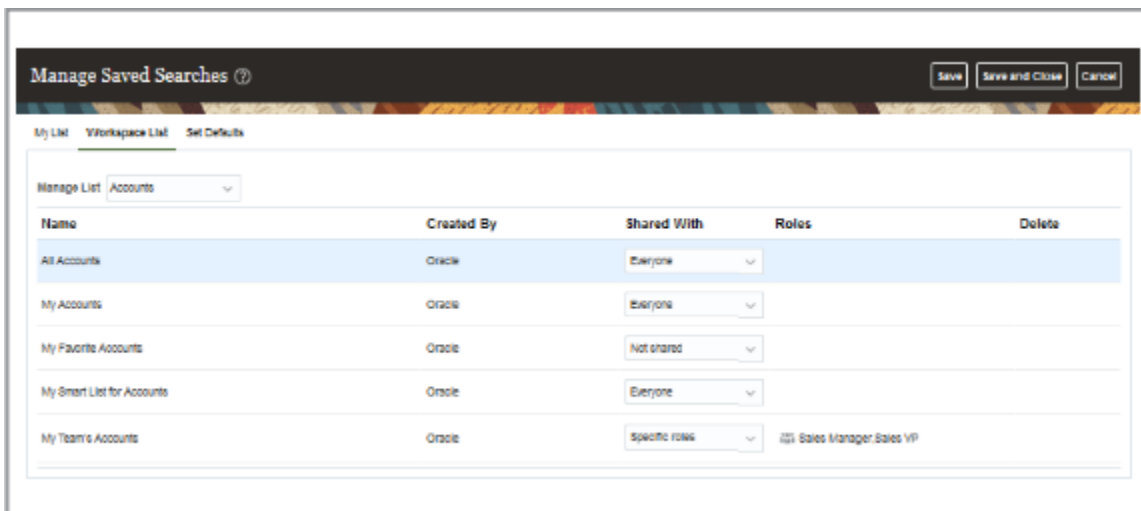 Manage Saved Searches ?
Save Save and Close Cancel
My List Workspace List Set Defaults
Manage List Accounts
Name Created By Shared With Roles Delete
All Accounts Oracle Everyone
My Accounts Oracle Everyone
My Favorite Accounts Oracle Not shared
My Smart List for Accounts Oracle Everyone
My Team's Accounts Oracle Specific roles Sales Manager,Sales VP